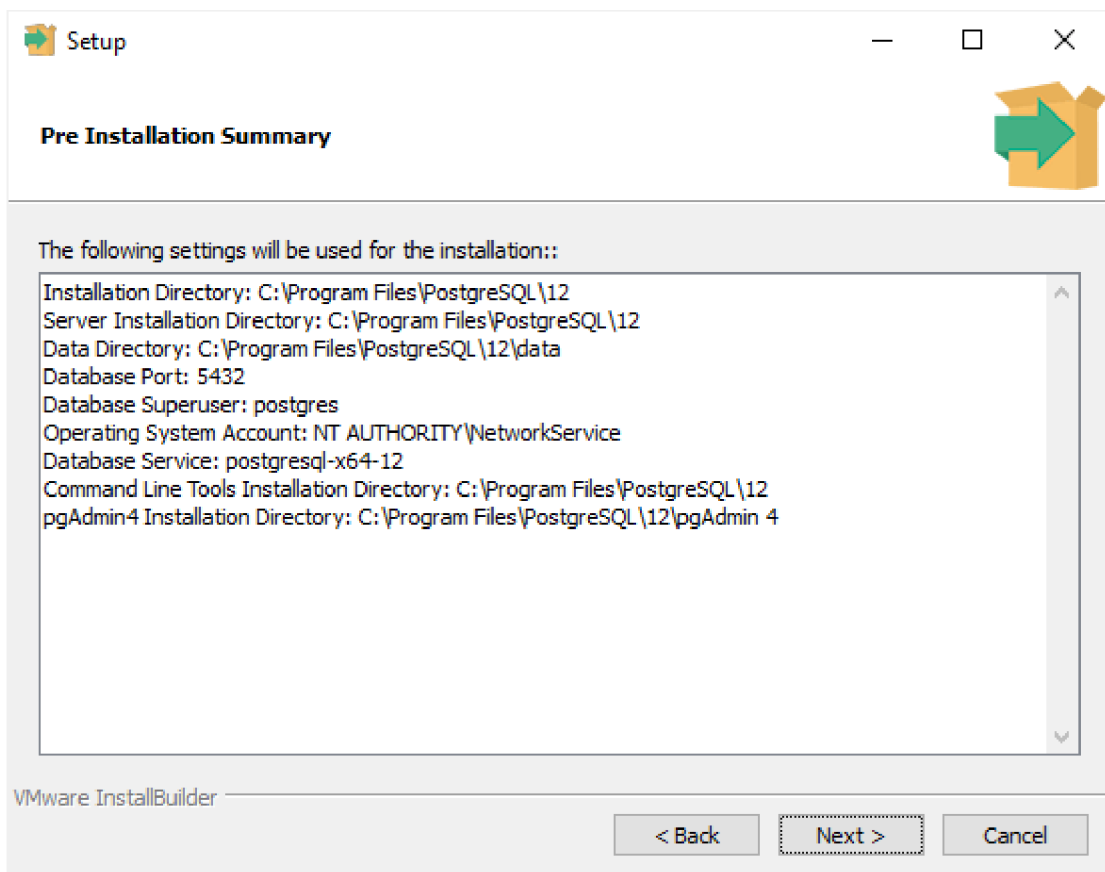 Setup
Pre Installation Summary
The following settings will be used for the installation::
Installation Directory: C:\Program Files\PostgreSQL\12
Server Installation Directory: C:\Program Files\PostgreSQL\12
Data Directory: C:\Program Files\PostgreSQL\12\data
Database Port: 5432
Database Superuser: postgres
Operating System Account: NT AUTHORITY\NetworkService
Database Service: postgresql-x64-12
Command Line Tools Installation Directory: C:\Program Files\PostgreSQL\12
pgAdmin4 Installation Directory: C:\Program Files\PostgreSQL\12\pgAdmin 4
VMware InstallBuilder
< Back Next > Cancel